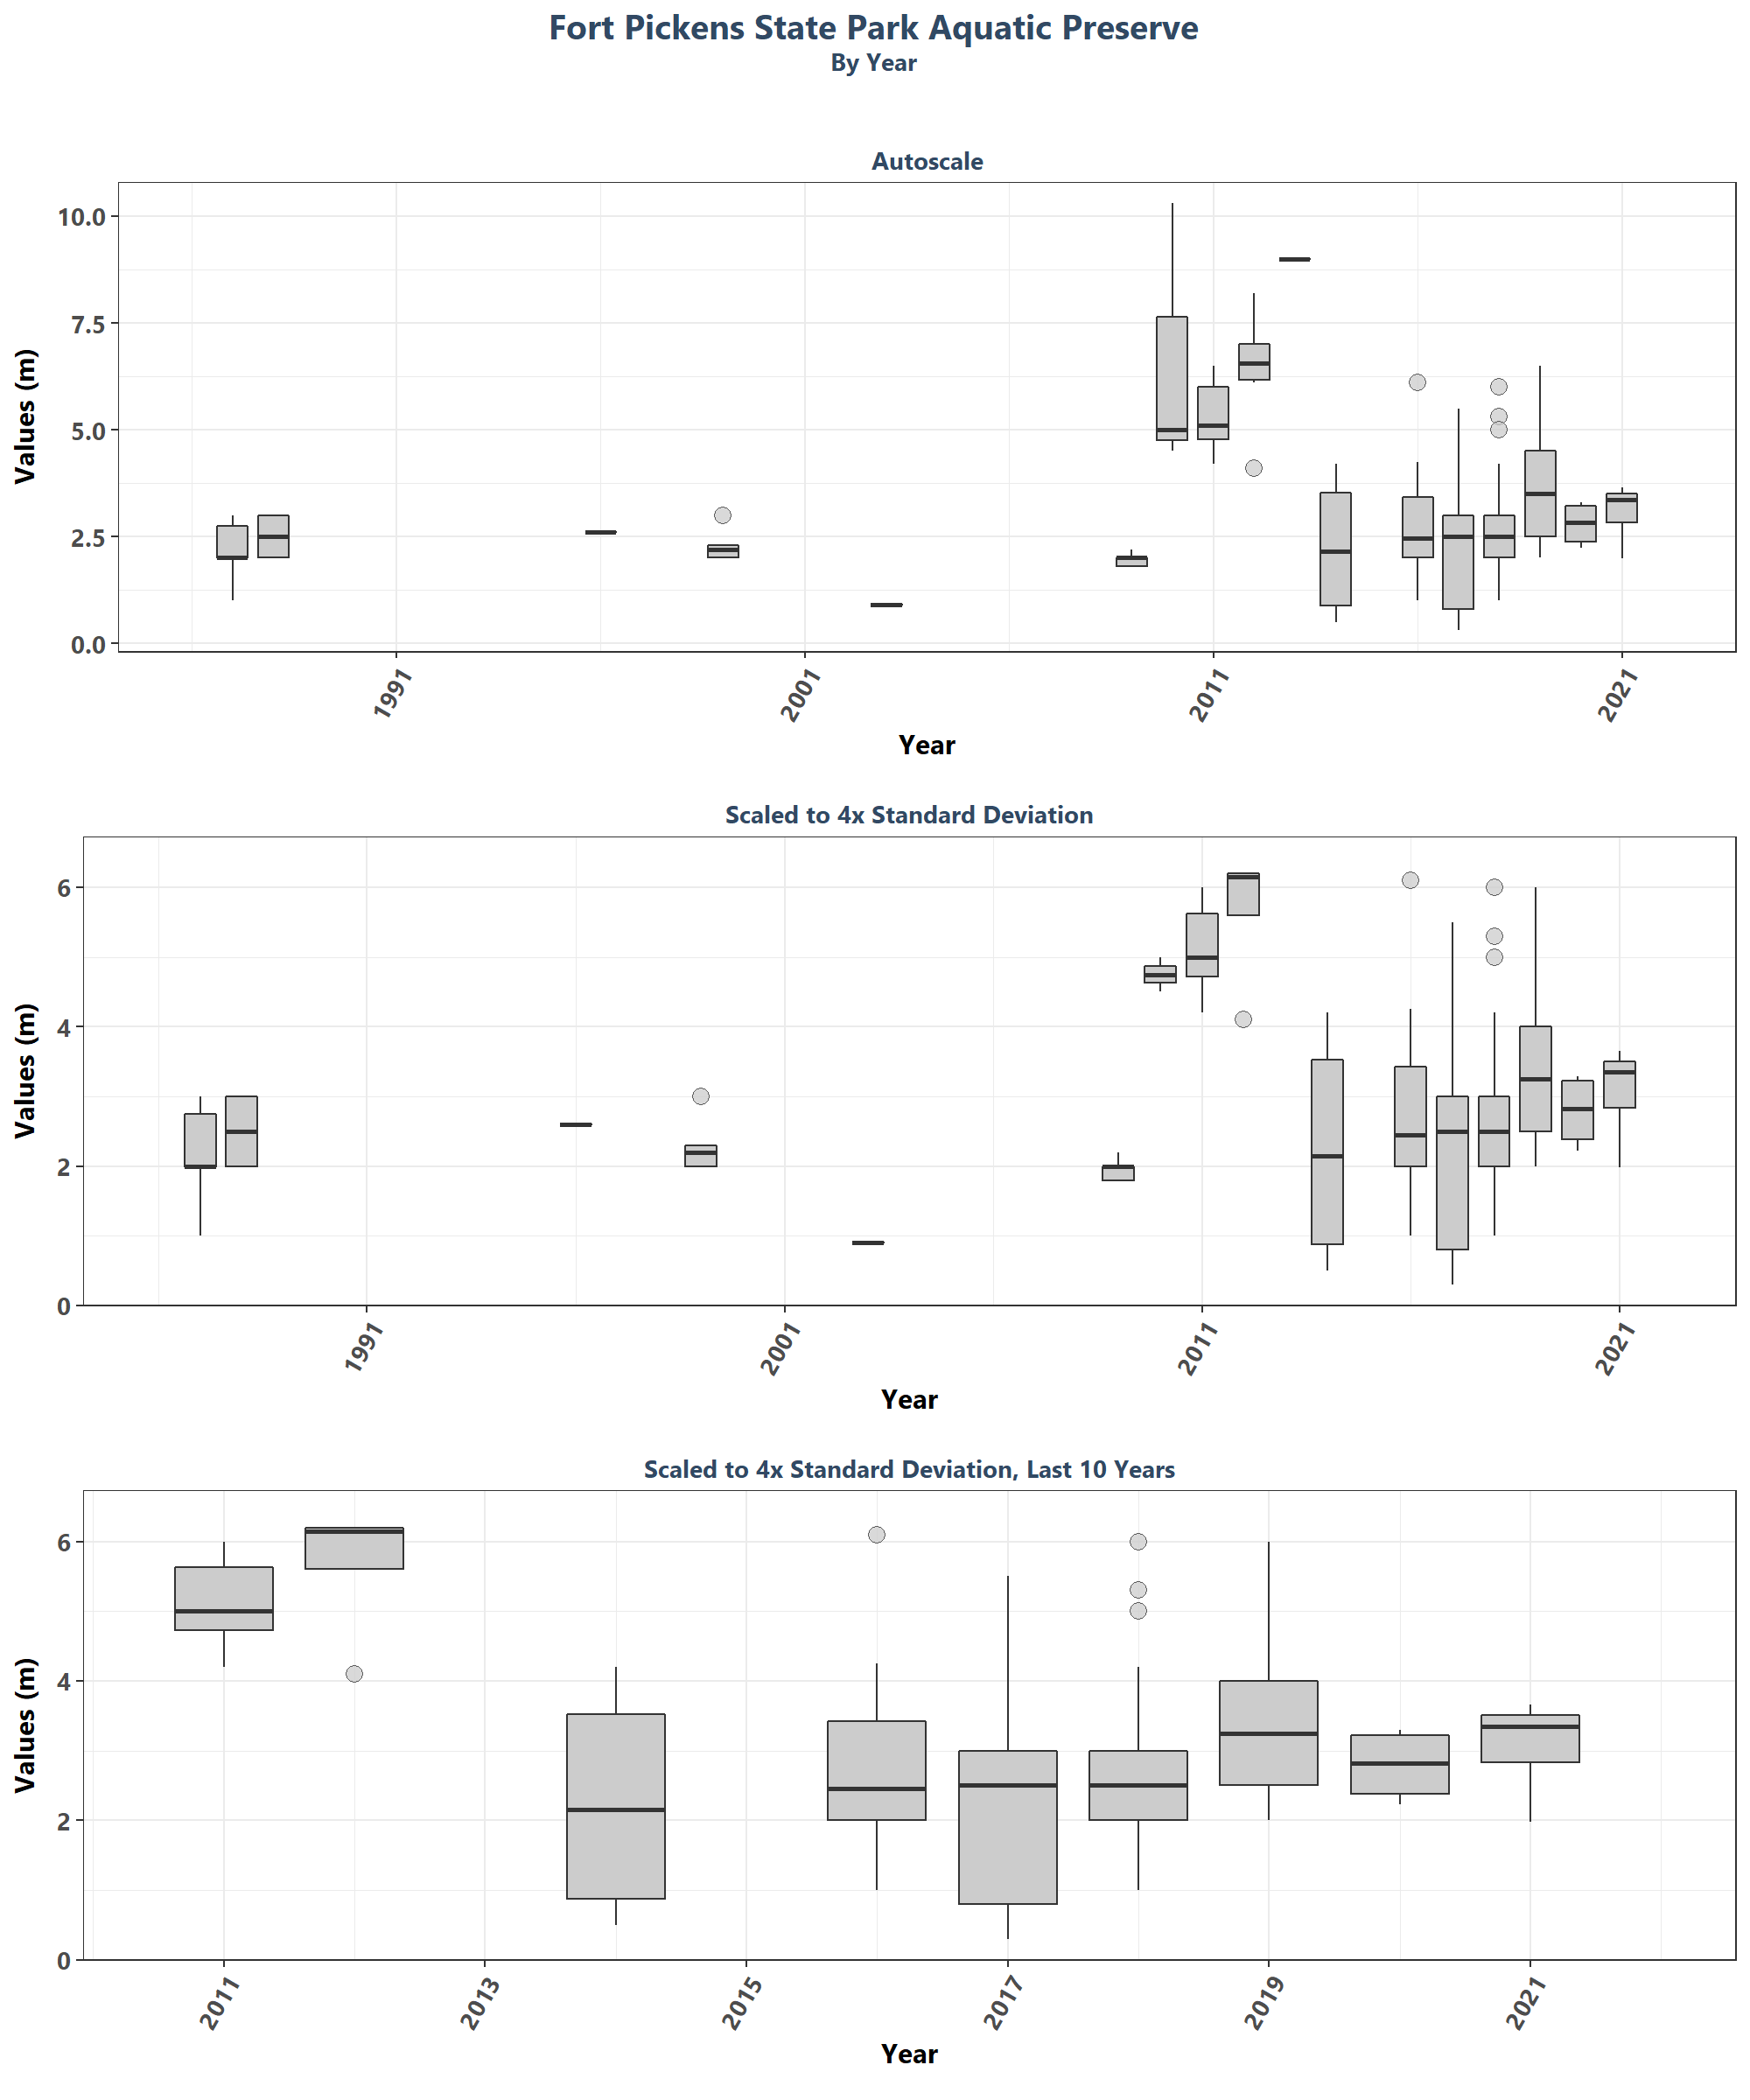 Fort Pickens State Park Aquatic Preserve
By Year
Autoscale
Values (m)
10.0
7.5
5.0
2.5
0.0
1991
2001
2011
2021
Year
Scaled to 4x Standard Deviation
Values (m)
6
4
2
0
1991
2001
2011
2021
Year
Scaled to 4x Standard Deviation, Last 10 Years
Values (m)
6
4
2
0
2011
2013
2015
2017
2019
2021
Year